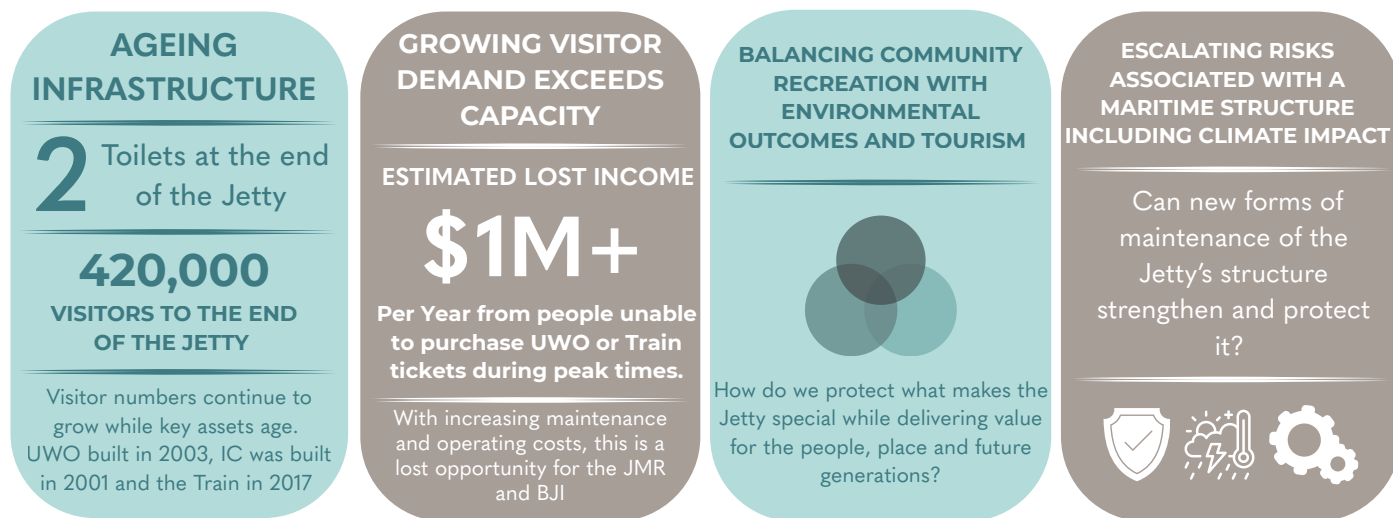 AGEING
INFRASTRUCTURE
2
Toilets at the end
of the Jetty
420,000
VISITORS TO THE END
OF THE JETTY
Visitor numbers continue to
grow while key assets age.
UWO built in 2003, IC was built
in 2001 and the Train in 2017
GROWING VISITOR
DEMAND EXCEEDS
CAPACITY
ESTIMATED LOST INCOME
$1M+
Per Year from people unable
to purchase UWO or Train
tickets during peak times.
With increasing maintenance
and operating costs, this is a
lost opportunity for the JMR
and BJI
BALANCING COMMUNITY
RECREATION WITH
ENVIRONMENTAL
OUTCOMES AND TOURISM
How do we protect what makes the
Jetty special while delivering value
for the people, place and future
generations?
ESCALATING RISKS
ASSOCIATED WITH A
MARITIME STRUCTURE
INCLUDING CLIMATE IMPACT
Can new forms of
maintenance of the
Jetty's structure
strengthen and protect
it?